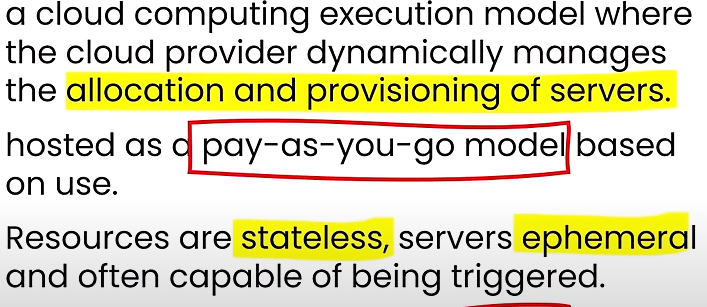 a cloud computing execution model where
the cloud provider dynamically manages
the allocation and provisioning of servers.
hosted as a pay-as-you-go model based
on use.
Resources are stateless, servers ephemeral
and often capable of being triggered.